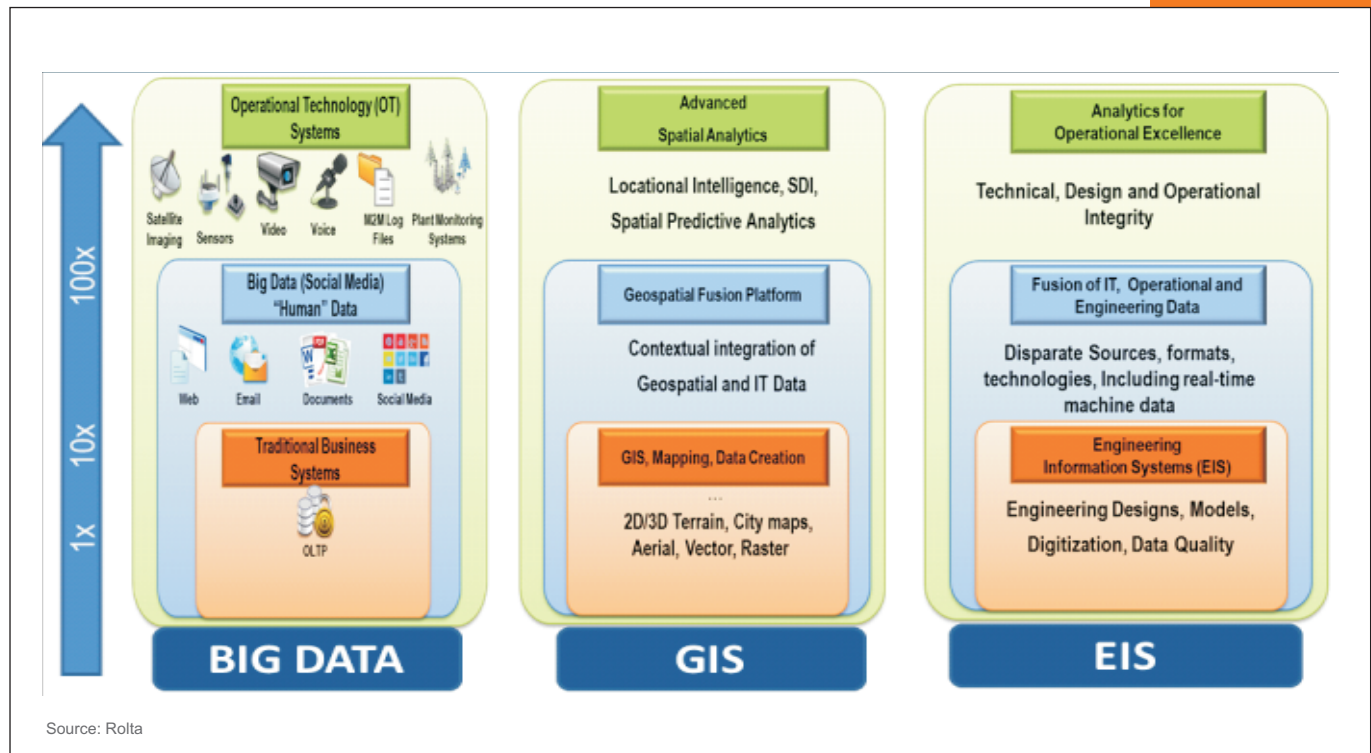 100x
10x
1x
Operational Technology (OT)
Systems
Satellite
Imaging
Sensors
Video
Voice
M2M Log
Files
Plant Monitoring
Systems
Big Data (Social Media)
“Human” Data
Web
Email
Documents
Social Media
Traditional Business
Systems
OLTP
BIG DATA
Advanced
Spatial Analytics
Locational Intelligence, SDI,
Spatial Predictive Analytics
Geospatial Fusion Platform
Contextual integration of
Geospatial and IT Data
GIS, Mapping, Data Creation
...
2D/3D Terrain, City maps,
Aerial, Vector, Raster
GIS
Analytics for
Operational Excellence
Technical, Design and Operational
Integrity
Fusion of IT, Operational and
Engineering Data
Disparate Sources, formats,
technologies, Including real-time
machine data
Engineering
Information Systems (EIS)
Engineering Designs, Models,
Digitization, Data Quality
EIS
Source: Rolta